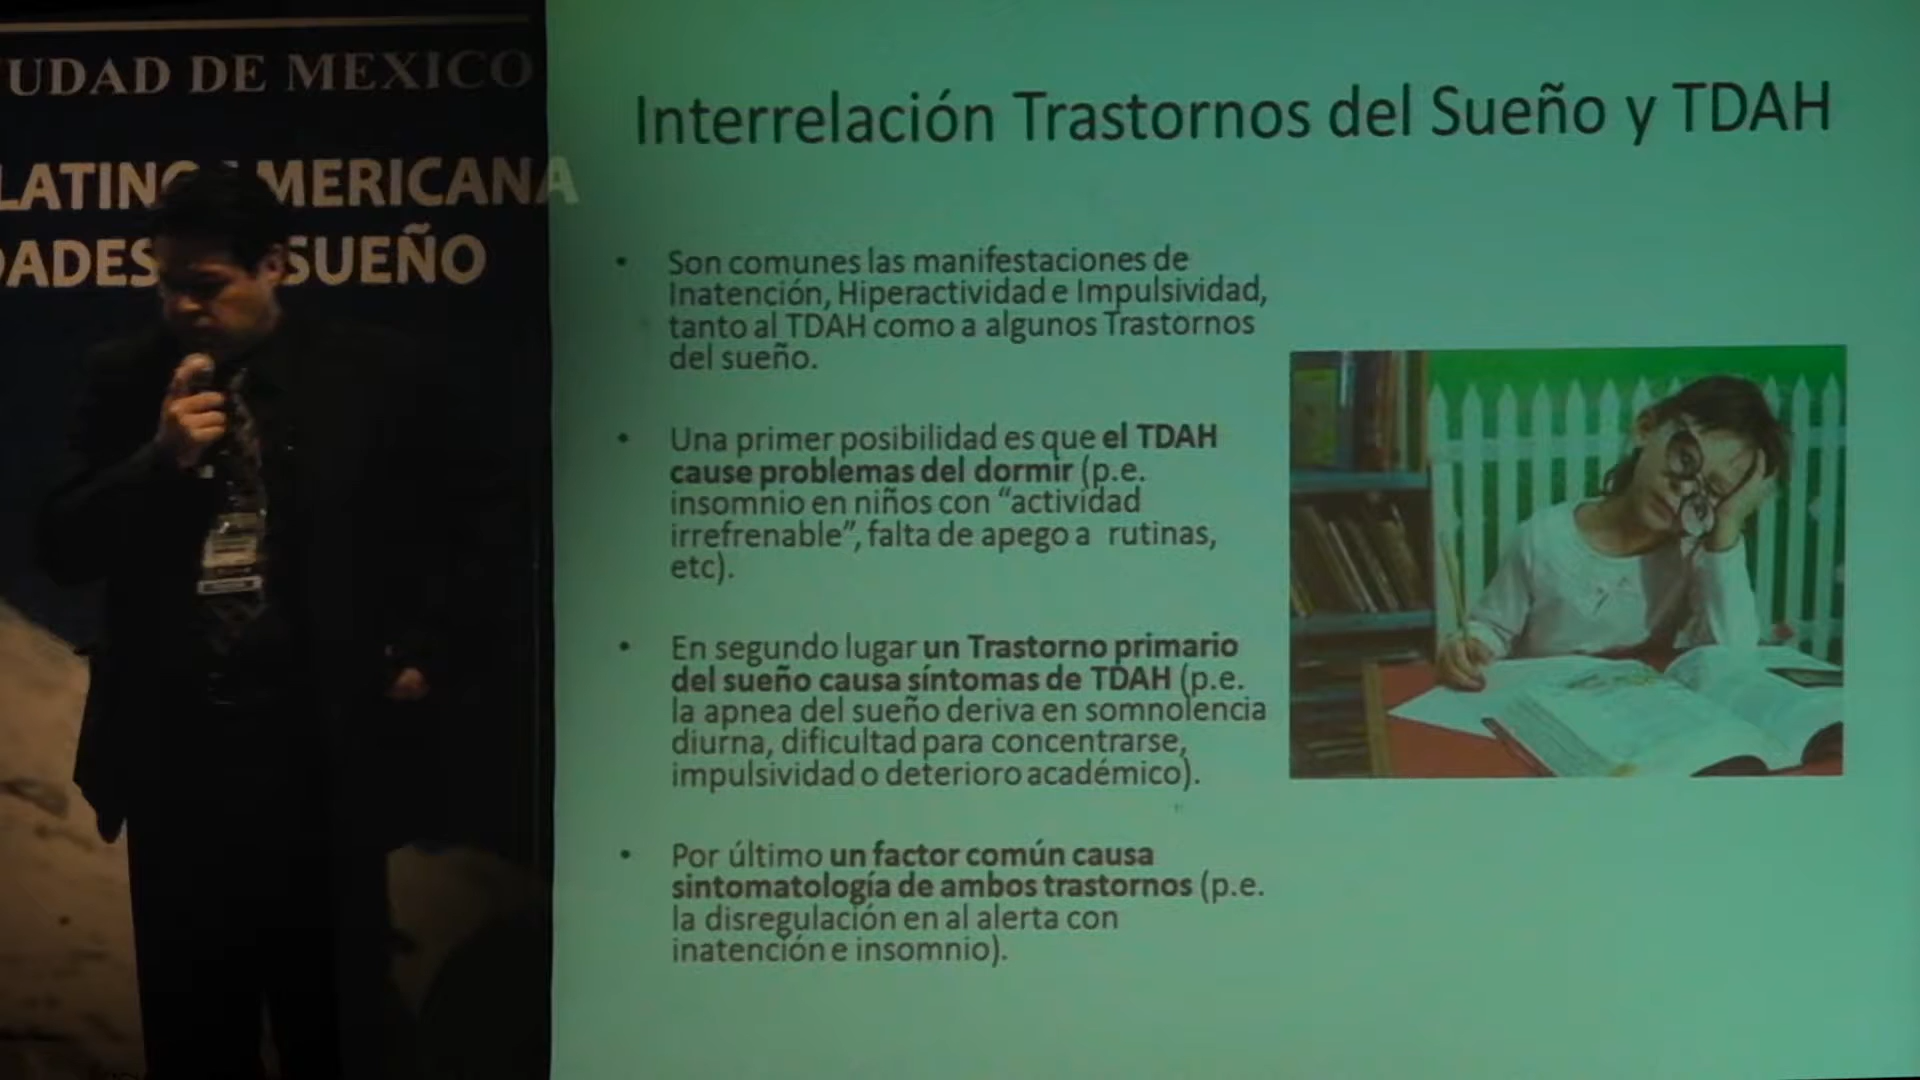 UDAD DE MEXICO
LATINOAMERICANA
DADES SUEÑO
Interrelación Trastornos del Sueño y TDAH
• Son comunes las manifestaciones de
Inatención, Hiperactividad e Impulsividad,
tanto al TDAH como a algunos Trastornos
del sueño.
• Una primer posibilidad es que el TDAH
cause problemas del dormir (p.e.
insomnio en niños con “actividad
irrefrenable”, falta de apego a rutinas,
etc).
• En segundo lugar un Trastorno primario
del sueño causa síntomas de TDAH (p.e.
la apnea del sueño deriva en somnolencia
diurna, dificultad para concentrarse,
impulsividad o deterioro académico).
• Por último un factor común causa
sintomatología de ambos trastornos (p.e.
la disregulación en al alerta con
inatención e insomnio).